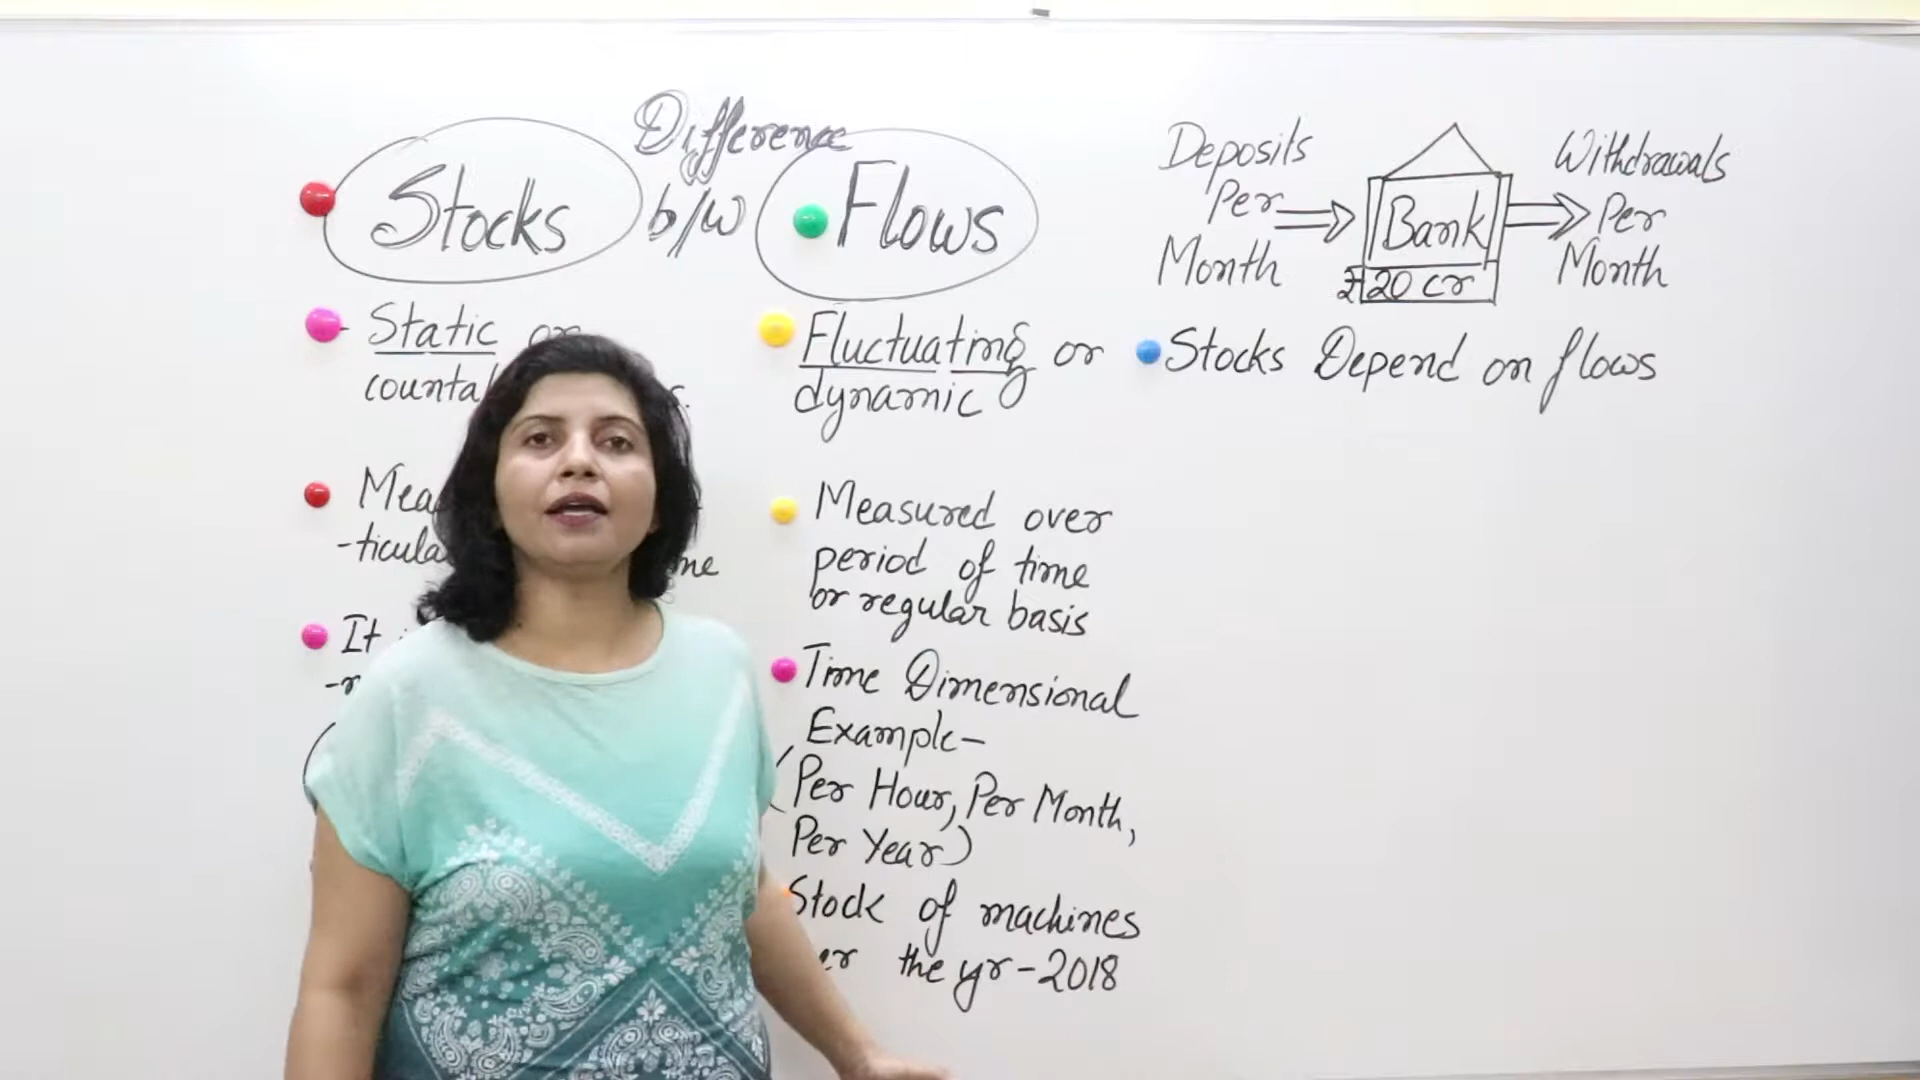 Difference
b/w
Stocks
Static or
Flows
Fluctuating or
dynamic
Measured over
period of time
or regular basis
Time Dimensional
Example-
(Per Hour, Per Month,
Per Year)
Stock of machines
the yr-2018
Deposits
Per
Month
Bank
₹20 cr
Withdrawals
Per
Month
Stocks Depend on flows